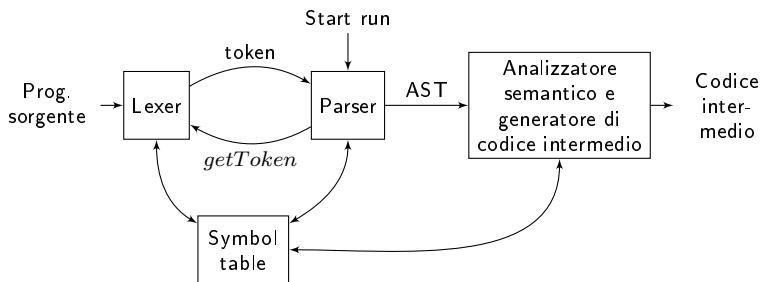 Start run
token
Prog.
sorgente
Lexer
Parser
AST
Analizzatore
semantico e
generatore di
codice intermedio
Codice
inter-
medio
getToken
Symbol
table